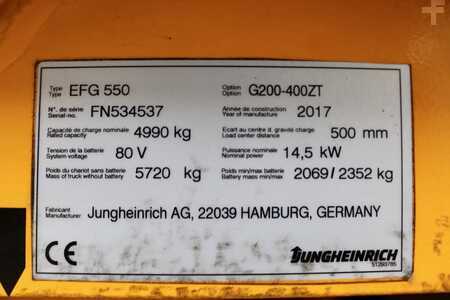 Type EFG 550 Option G200-400ZT
Type Option
N°. de série FN534537 Année de construction 2017
Serial-no. Year of manufacture
Capacité de charge nominale 4990 kg Ecart au centre d. gravité charge 500 mm
Rated capacity Load center distance
Tension de la batterie 80 V Puissance nominale 14,5 kW
System voltage Nominal power
Poids du chariot sans batterie 5720 kg Poids min/max batterie 2069/2352 kg
Mass of truck without battery Battery mass min/max
Fabricant Jungheinrich AG, 22039 HAMBURG, GERMANY
Manufacturer
CE JUNGHEINRICH